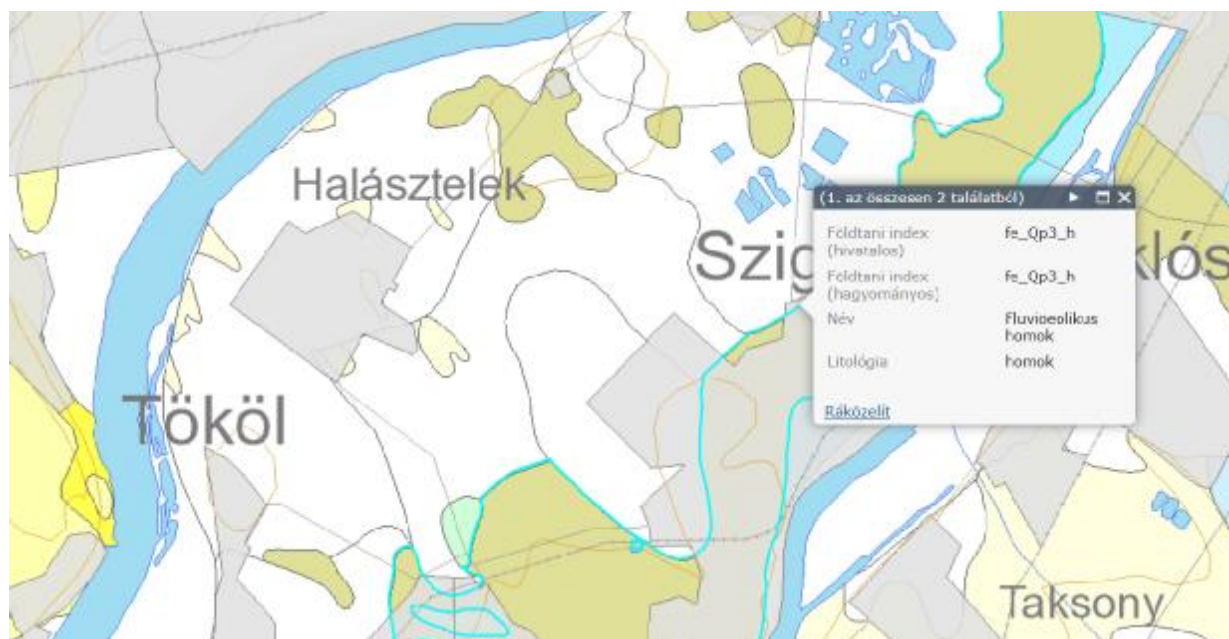 Halásztelek
(1. az összesen 2 találatból)
Földtani index
(hivatalos)
fe_Qp3_h
Szig
klós
Földtani index
(hagyományos)
fe_Qp3_h
Név
Fluvioeolikus
homok
Litológia
homok
Ráközelít
Tököl
Taksony